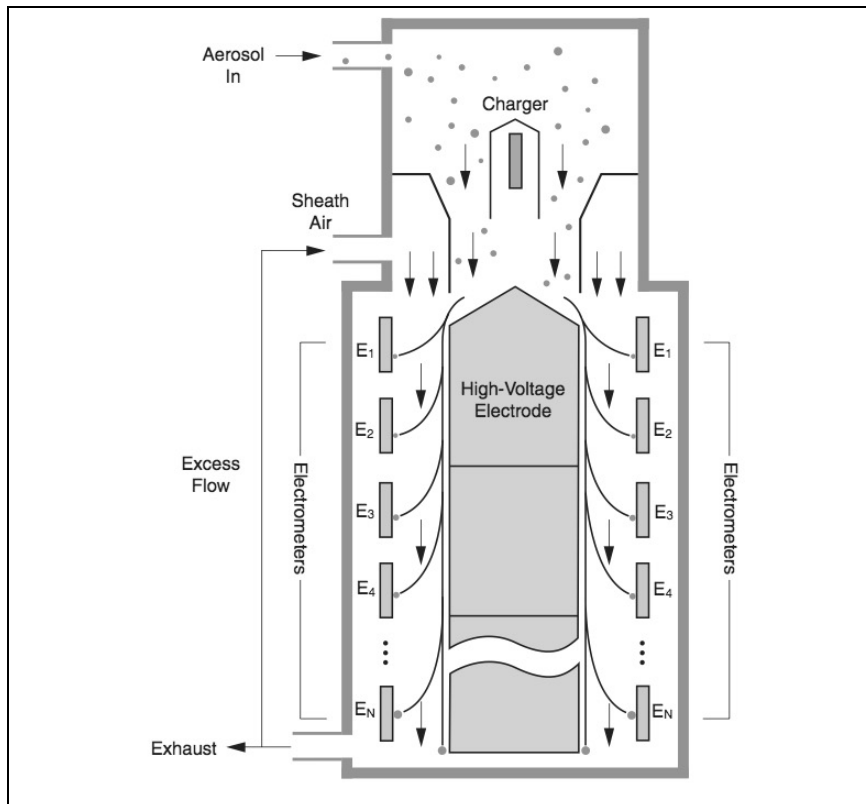 Aerosol
In
Charger
Sheath
Air
E1
E1
High-Voltage
Electrode
E2
E2
Excess
Flow
Electrometers
Electrometers
E3
E3
E4
E4
EN
EN
Exhaust